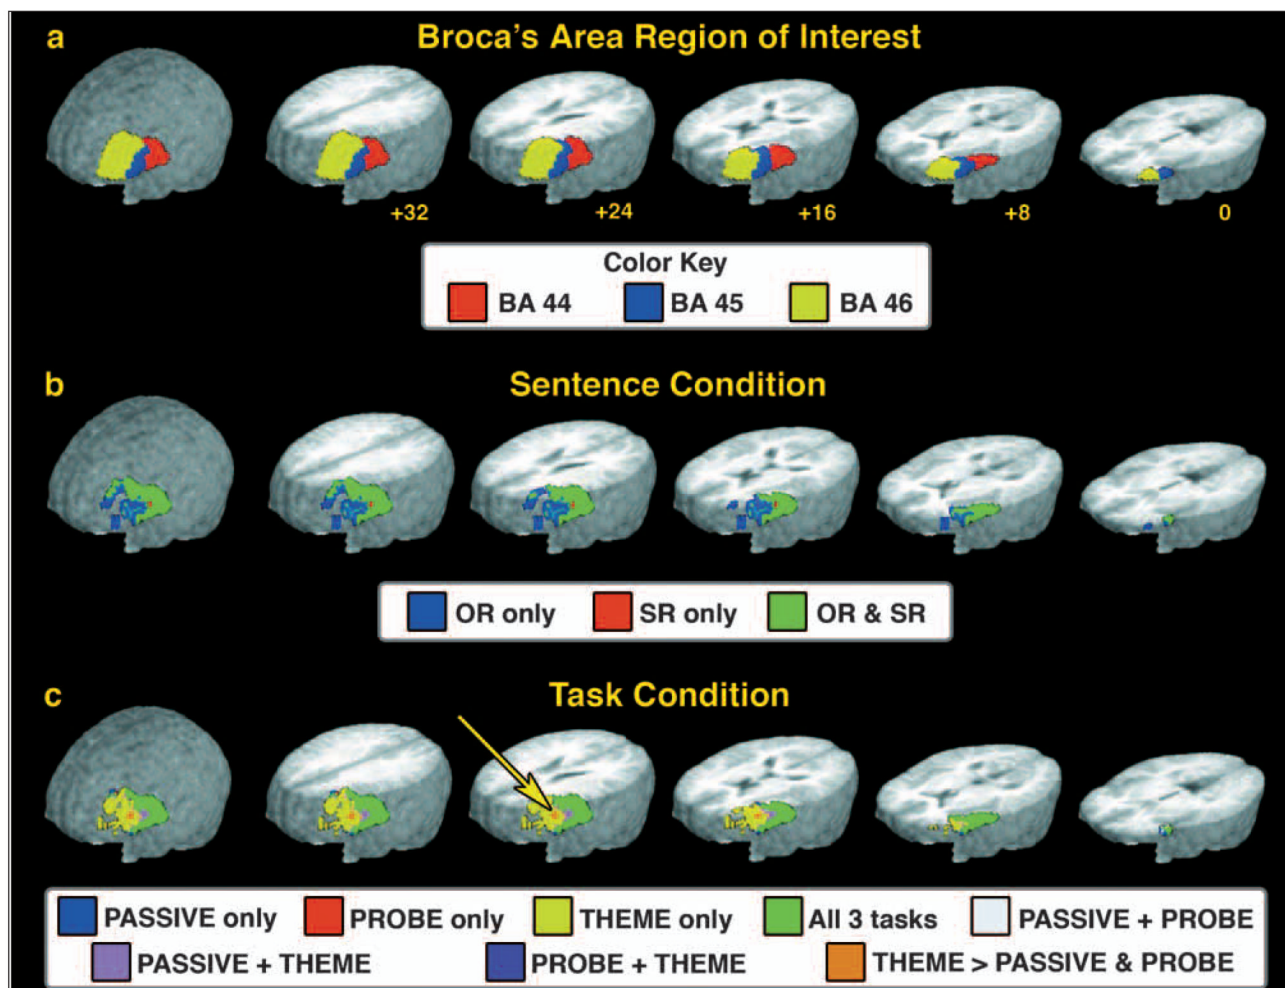 a Broca's Area Region of Interest
+32 +24 +16 +8 0
Color Key
BA 44 BA 45 BA 46
b Sentence Condition
OR only SR only OR & SR
c Task Condition
PASSIVE only PROBE only THEME only All 3 tasks PASSIVE + PROBE
PASSIVE + THEME PROBE + THEME THEME > PASSIVE & PROBE